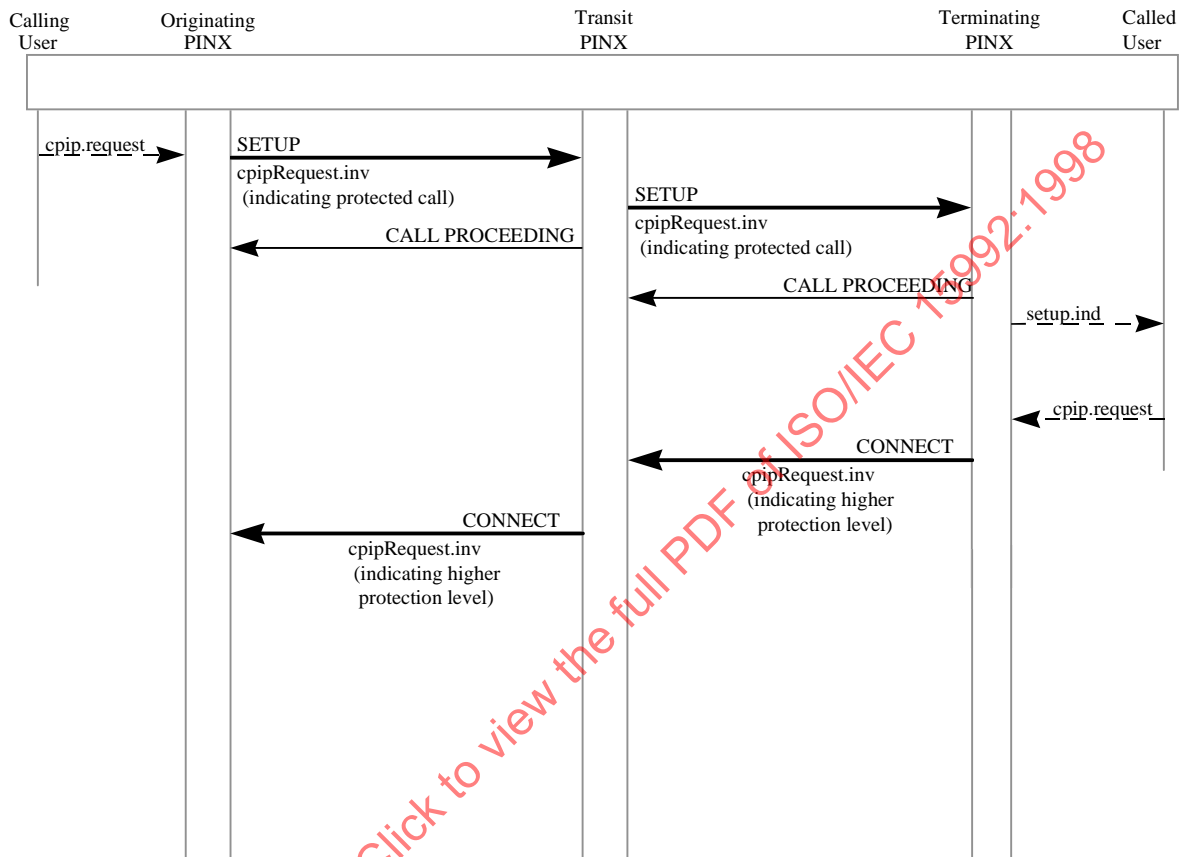 Calling
User
Originating
PINX
Transit
PINX
Terminating
PINX
Called
User
cpip.request
SETUP
cpipRequest.inv
(indicating protected call)
SETUP
cpipRequest.inv
(indicating protected call)
CALL PROCEEDING
CALL PROCEEDING
setup.ind
cpip.request
CONNECT
cpipRequest.inv
(indicating higher
protection level)
CONNECT
cpipRequest.inv
(indicating higher
protection level)
Click to view the full PDF of ISO/IEC 15992:1998